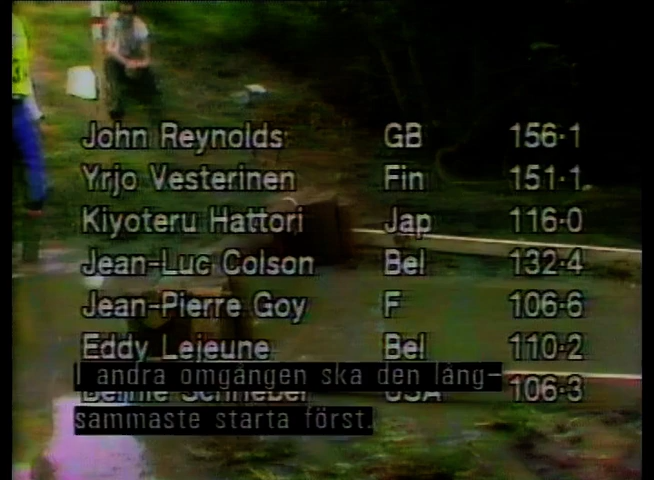 John Reynolds GB 156·1
Yrjo Vesterinen Fin 151·1
Kiyoteru Hattori Jap 116·0
Jean-Luc Colson Bel 132·4
Jean-Pierre Goy F 106·6
Eddy Lejeune Bel 110·2
I andra omgången ska den lång-
Bernie Schrieber USA 106·3
sammaste starta först.